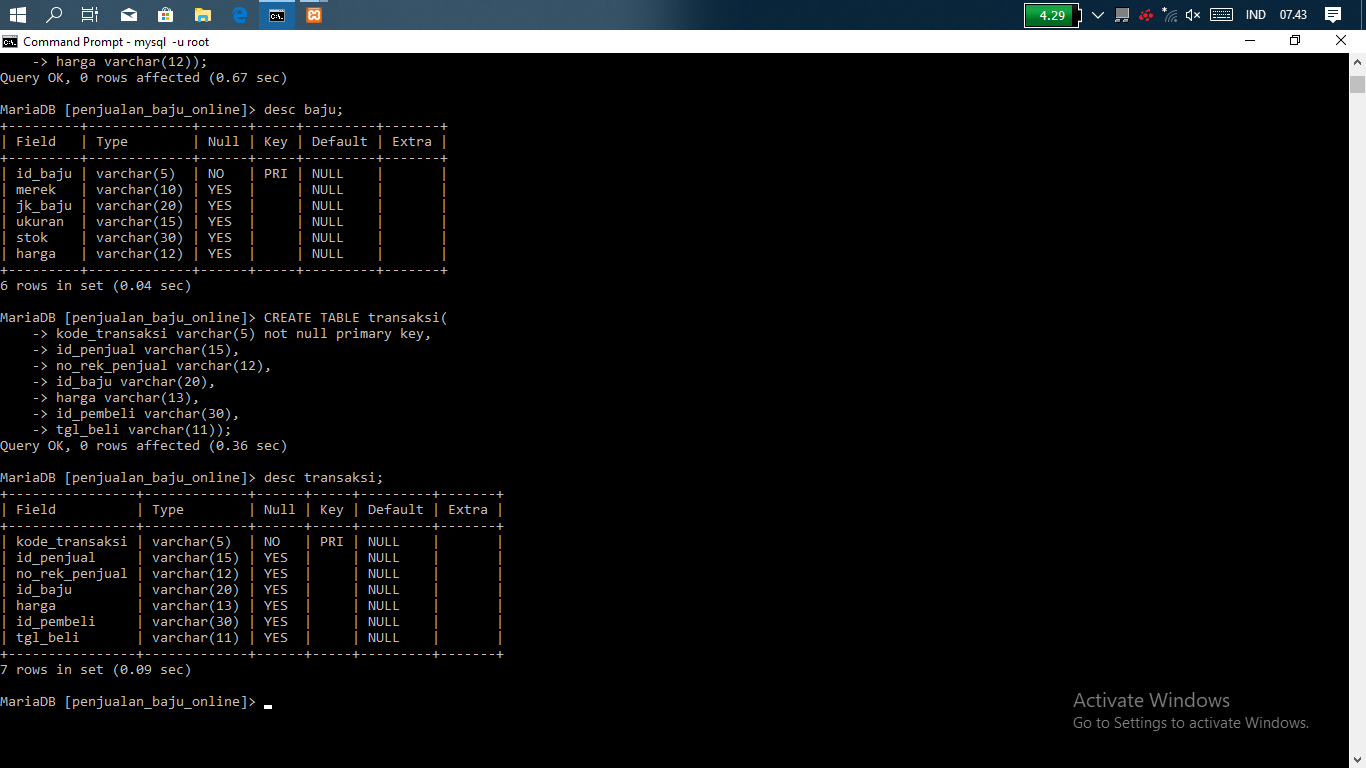 4.29 IND 07.43
Command Prompt - mysql -u root
    -> harga varchar(12));
Query OK, 0 rows affected (0.67 sec)
MariaDB [penjualan_baju_online]> desc baju;
+---------+-------------+------+-----+---------+-------+
| Field   | Type        | Null | Key | Default | Extra |
+---------+-------------+------+-----+---------+-------+
| id_baju | varchar(5)  | NO   | PRI | NULL    |       |
| merek   | varchar(10) | YES  |     | NULL    |       |
| jk_baju | varchar(20) | YES  |     | NULL    |       |
| ukuran  | varchar(15) | YES  |     | NULL    |       |
| stok    | varchar(30) | YES  |     | NULL    |       |
| harga   | varchar(12) | YES  |     | NULL    |       |
+---------+-------------+------+-----+---------+-------+
6 rows in set (0.04 sec)
MariaDB [penjualan_baju_online]> CREATE TABLE transaksi(
    -> kode_transaksi varchar(5) not null primary key,
    -> id_penjual varchar(15),
    -> no_rek_penjual varchar(12),
    -> id_baju varchar(20),
    -> harga varchar(13),
    -> id_pembeli varchar(30),
    -> tgl_beli varchar(11));
Query OK, 0 rows affected (0.36 sec)
MariaDB [penjualan_baju_online]> desc transaksi;
+----------------+-------------+------+-----+---------+-------+
| Field          | Type        | Null | Key | Default | Extra |
+----------------+-------------+------+-----+---------+-------+
| kode_transaksi | varchar(5)  | NO   | PRI | NULL    |       |
| id_penjual     | varchar(15) | YES  |     | NULL    |       |
| no_rek_penjual | varchar(12) | YES  |     | NULL    |       |
| id_baju        | varchar(20) | YES  |     | NULL    |       |
| harga          | varchar(13) | YES  |     | NULL    |       |
| id_pembeli     | varchar(30) | YES  |     | NULL    |       |
| tgl_beli       | varchar(11) | YES  |     | NULL    |       |
+----------------+-------------+------+-----+---------+-------+
7 rows in set (0.09 sec)
MariaDB [penjualan_baju_online]>
Activate Windows
Go to Settings to activate Windows.